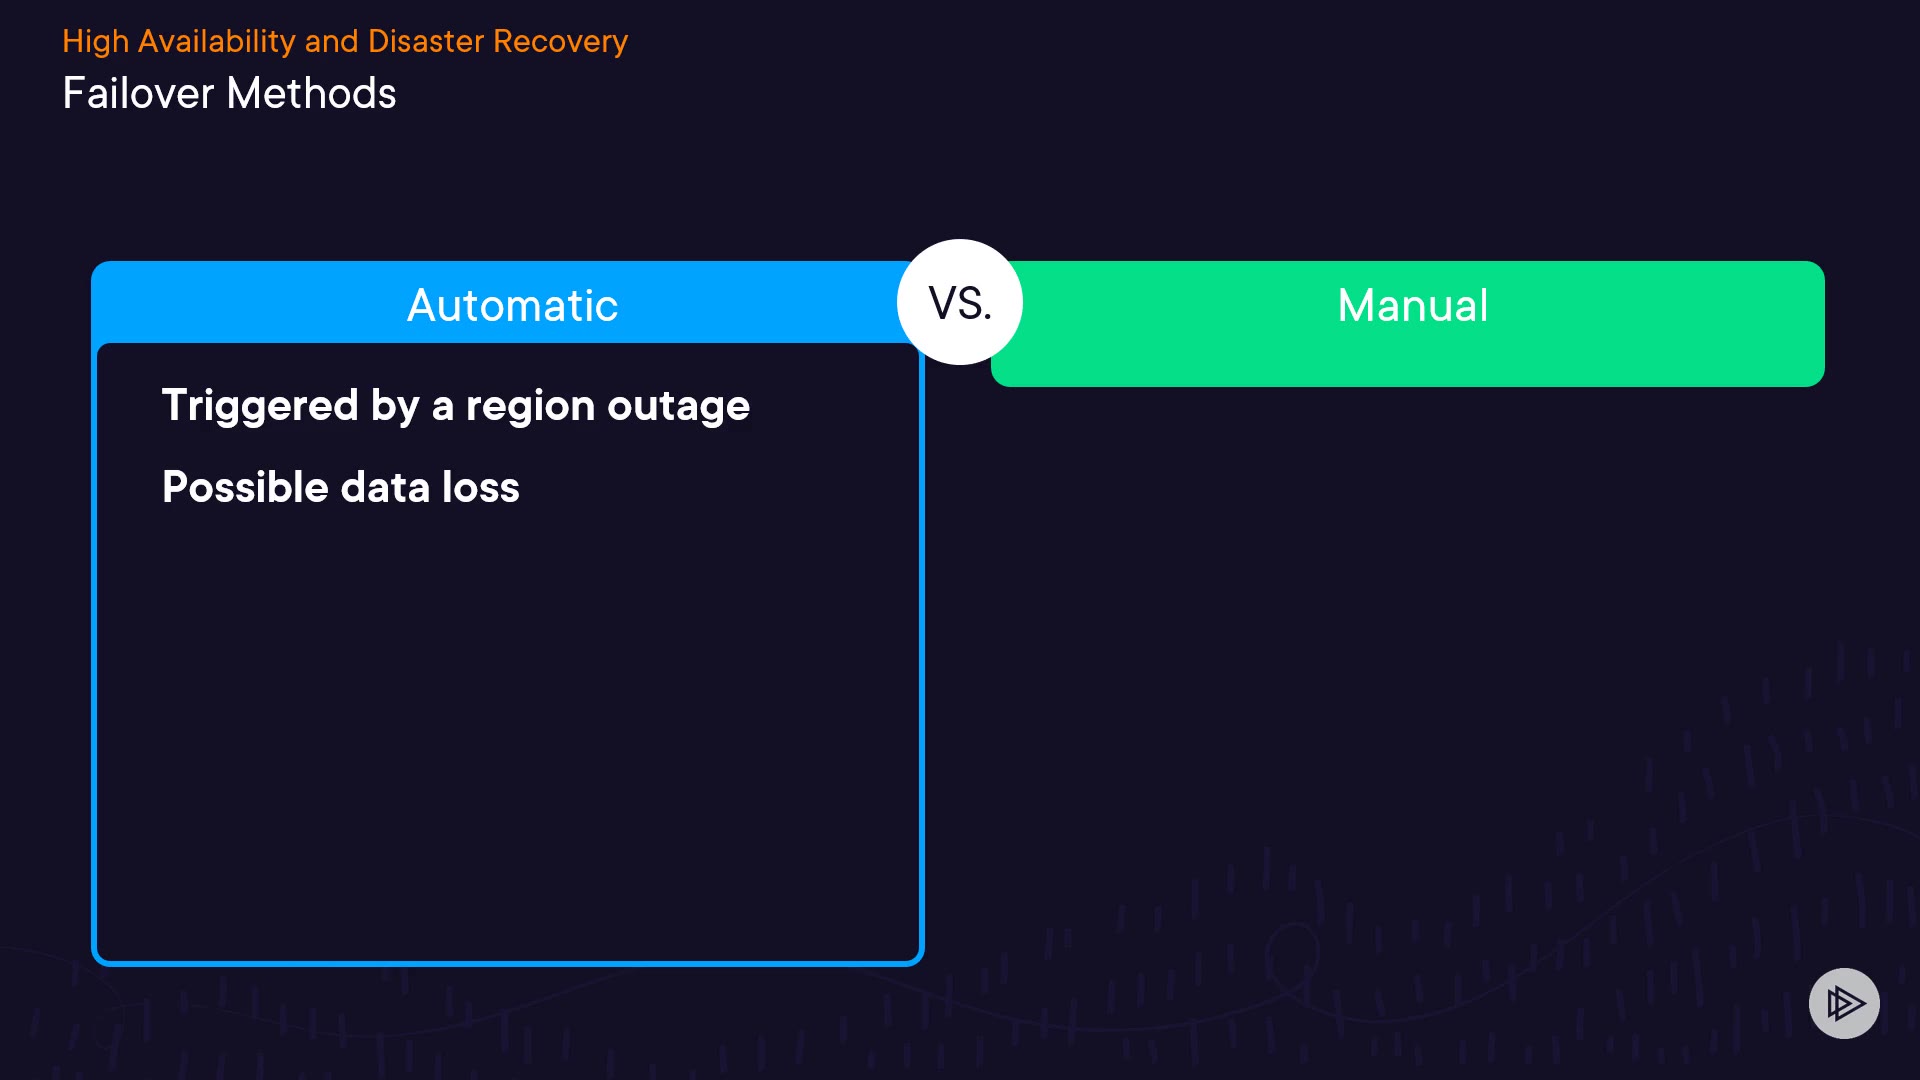 High Availability and Disaster Recovery
Failover Methods
Automatic
VS.
Manual
Triggered by a region outage
Possible data loss